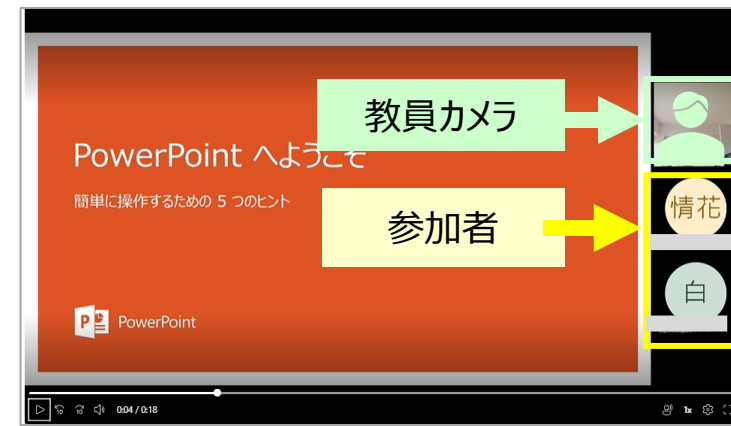 教員カメラ
PowerPoint へようこそ
簡単に操作するための 5 つのヒント
参加者
情花
白
P PowerPoint
10
10
0:04 / 0:18
1x